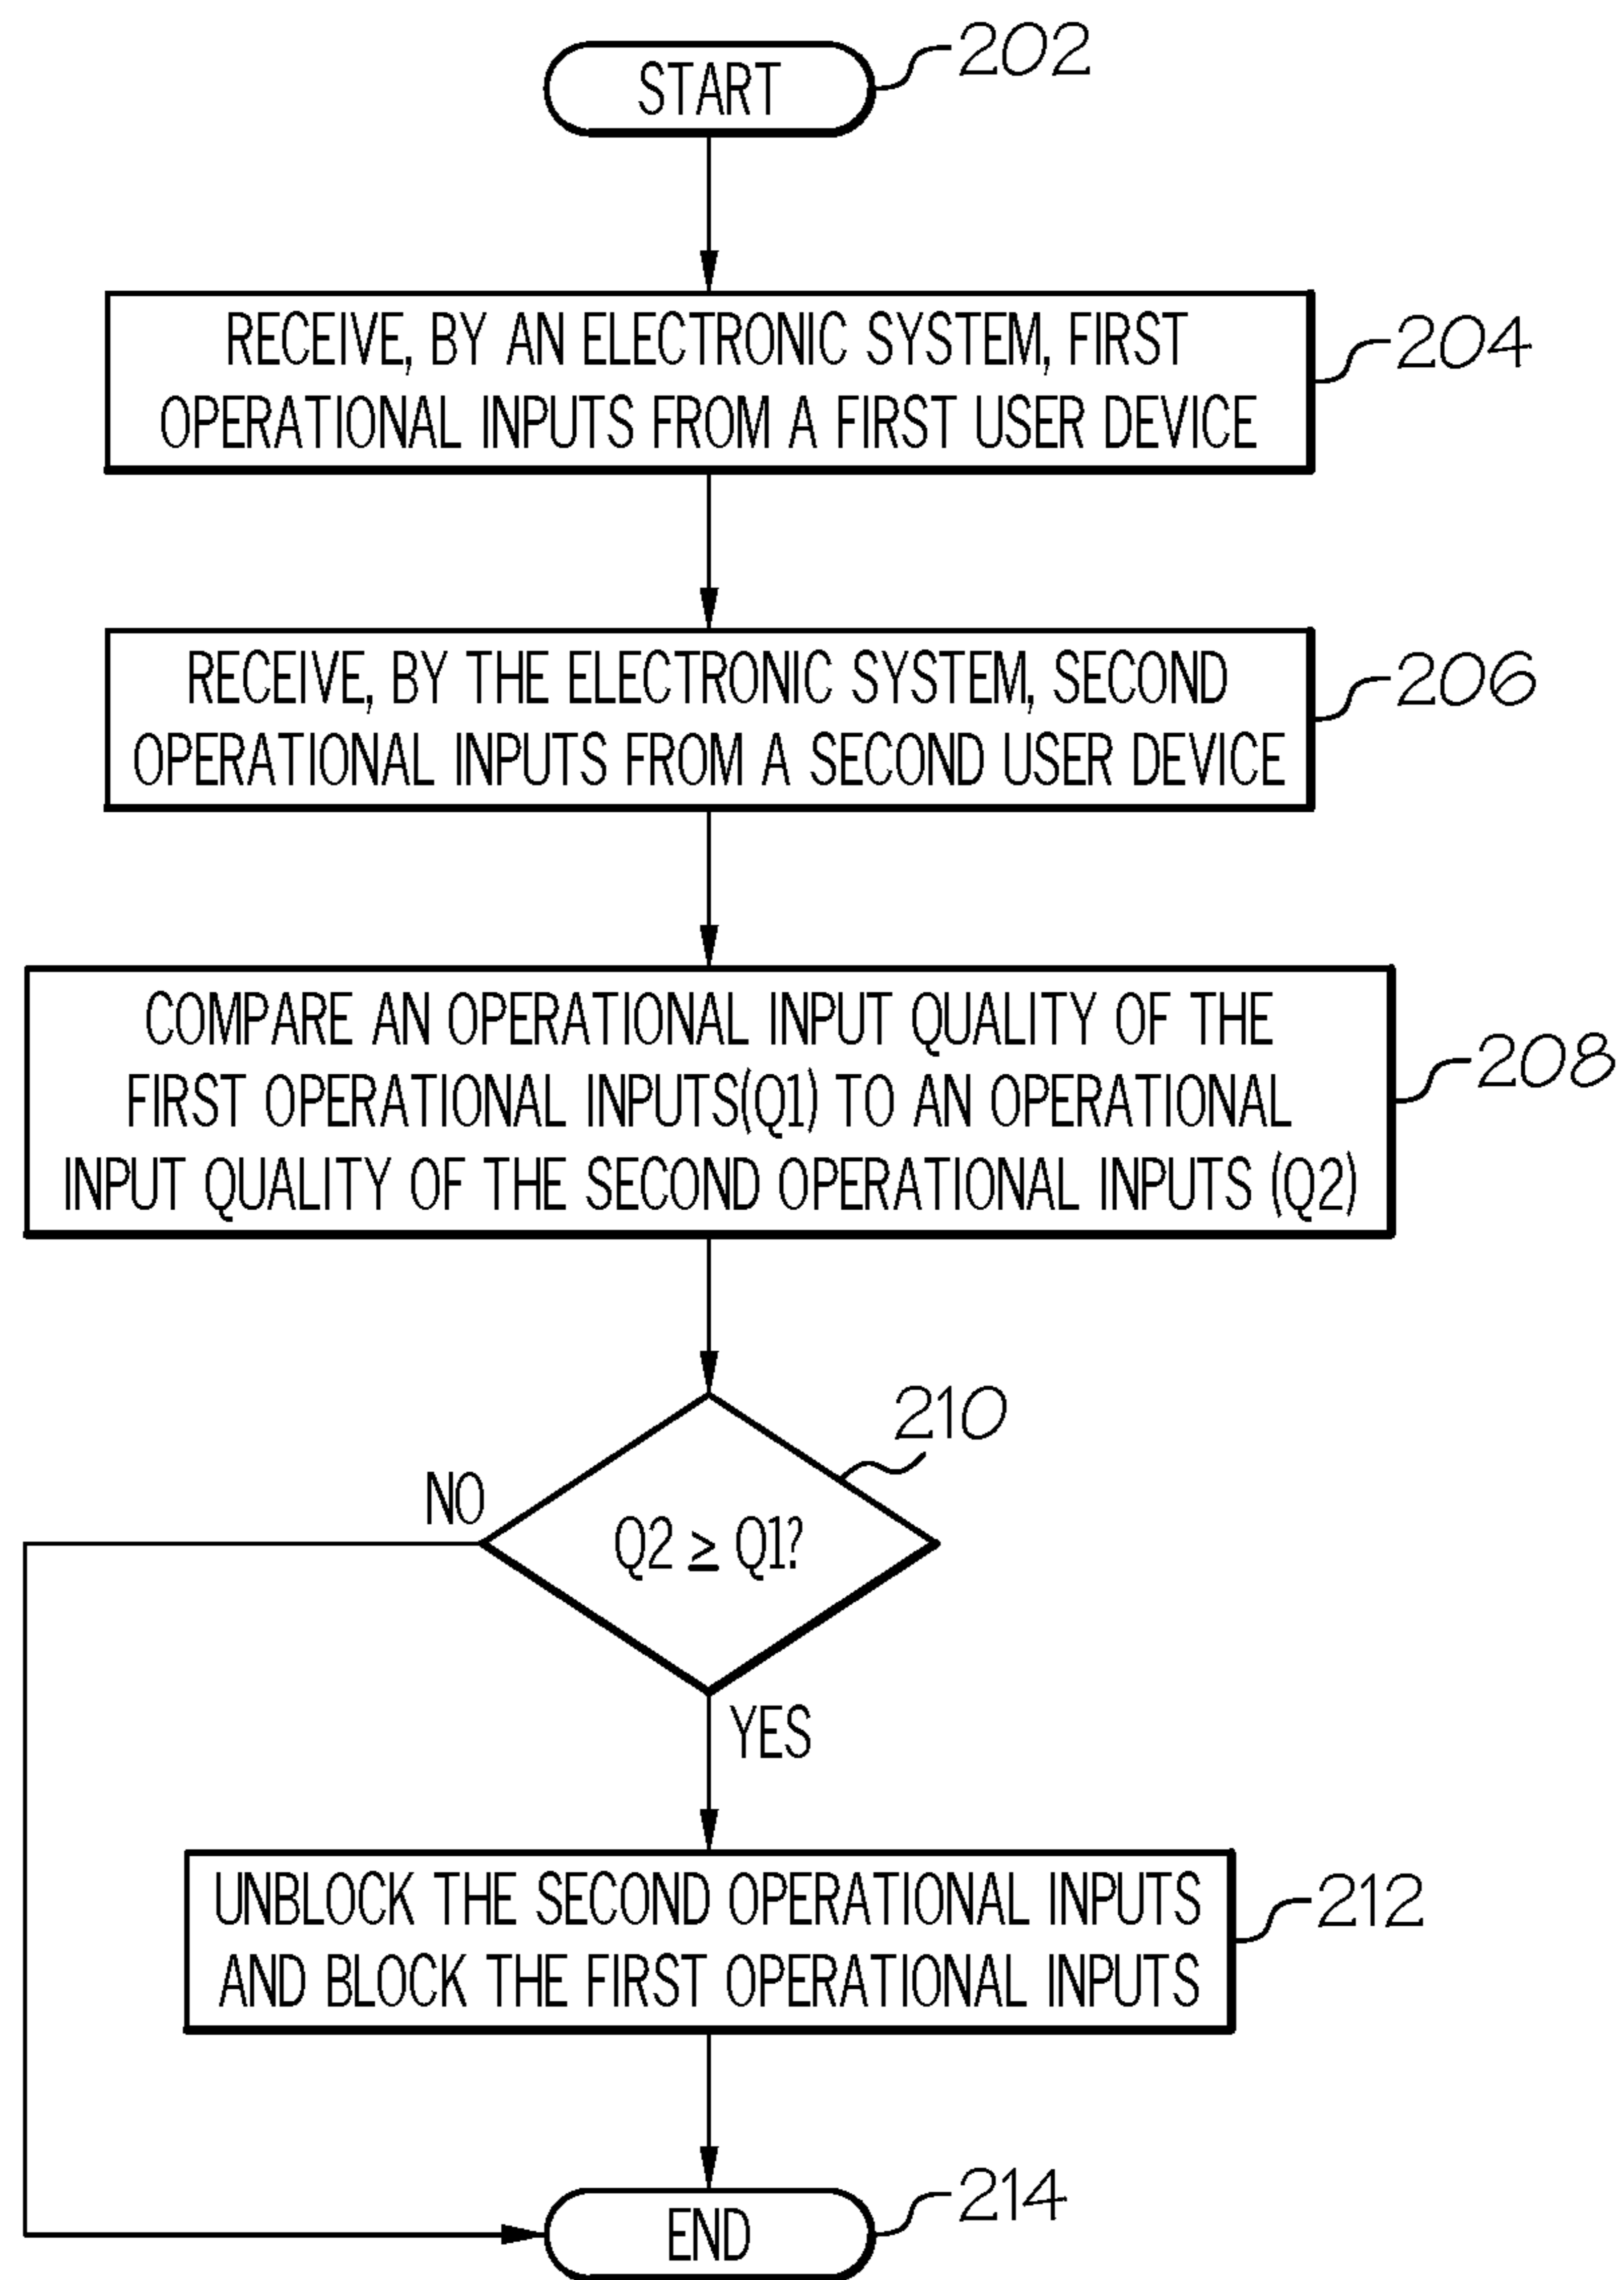 START
202
RECEIVE, BY AN ELECTRONIC SYSTEM, FIRST
OPERATIONAL INPUTS FROM A FIRST USER DEVICE
204
RECEIVE, BY THE ELECTRONIC SYSTEM, SECOND
OPERATIONAL INPUTS FROM A SECOND USER DEVICE
206
COMPARE AN OPERATIONAL INPUT QUALITY OF THE
FIRST OPERATIONAL INPUTS(Q1) TO AN OPERATIONAL
INPUT QUALITY OF THE SECOND OPERATIONAL INPUTS (Q2)
208
210
NO
Q2 ≥ Q1?
YES
UNBLOCK THE SECOND OPERATIONAL INPUTS
AND BLOCK THE FIRST OPERATIONAL INPUTS
212
END
214